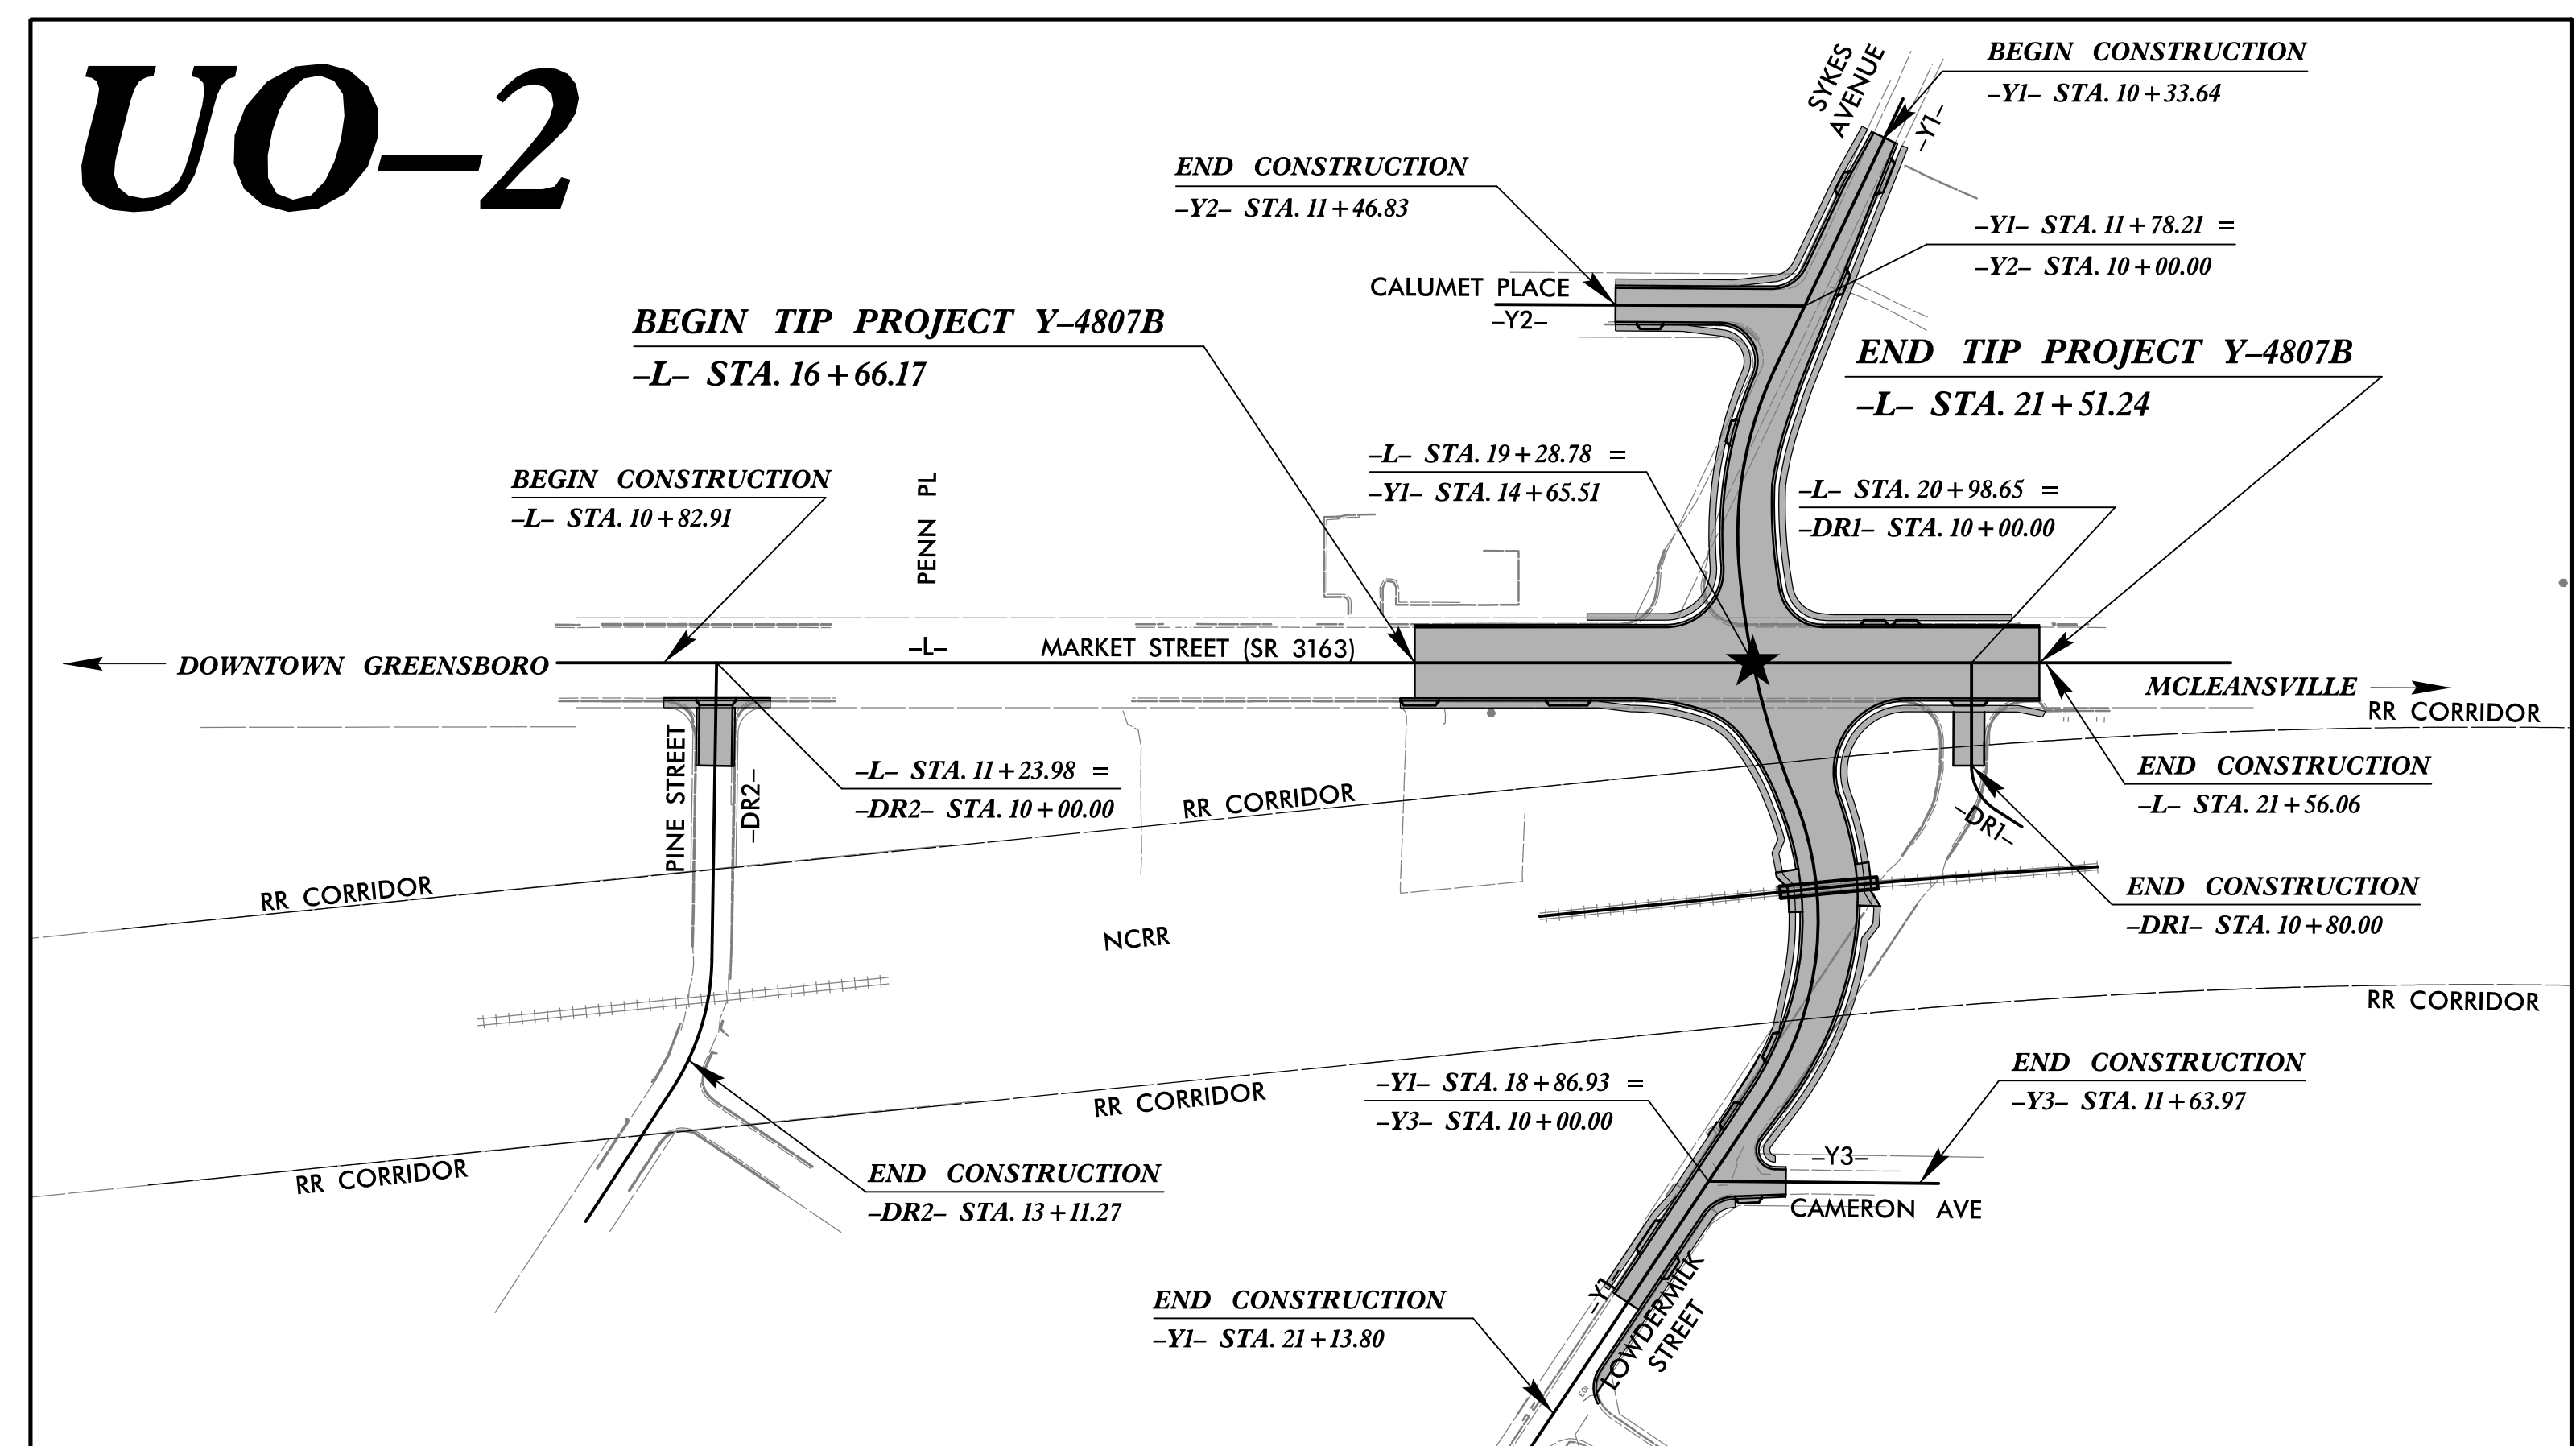 UO–2
SYKES
AVENUE
BEGIN CONSTRUCTION
–Y1– STA. 10+33.64
–Y1–
END CONSTRUCTION
–Y2– STA. 11+46.83
–Y1– STA. 11+78.21 =
–Y2– STA. 10+00.00
CALUMET PLACE
–Y2–
BEGIN TIP PROJECT Y–4807B
–L– STA. 16+66.17
END TIP PROJECT Y–4807B
–L– STA. 21+51.24
BEGIN CONSTRUCTION
–L– STA. 10+82.91
PENN PL
–L– STA. 19+28.78 =
–Y1– STA. 14+65.51
–L– STA. 20+98.65 =
–DR1– STA. 10+00.00
DOWNTOWN GREENSBORO
–L–
MARKET STREET (SR 3163)
MCLEANSVILLE
RR CORRIDOR
PINE STREET
–DR2–
–L– STA. 11+23.98 =
–DR2– STA. 10+00.00
RR CORRIDOR
END CONSTRUCTION
–L– STA. 21+56.06
–DR1–
RR CORRIDOR
NCRR
END CONSTRUCTION
–DR1– STA. 10+80.00
RR CORRIDOR
–Y1– STA. 18+86.93 =
–Y3– STA. 10+00.00
END CONSTRUCTION
–Y3– STA. 11+63.97
RR CORRIDOR
–Y3–
CAMERON AVE
RR CORRIDOR
END CONSTRUCTION
–DR2– STA. 13+11.27
–Y1–
LOWDERMILK
STREET
END CONSTRUCTION
–Y1– STA. 21+13.80